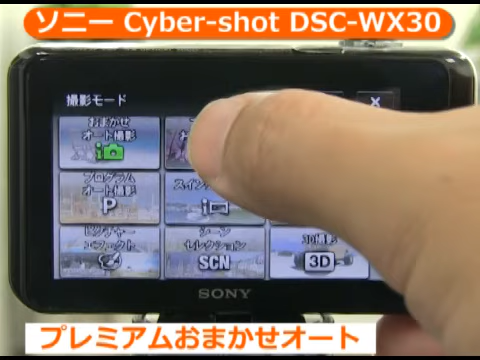 ソニー Cyber-shot DSC-WX30
撮影モード
×
おまかせ
オート撮影
i
プログラム
オート撮影
P
スイング
i
ピクチャー
エフェクト
シーン
セレクション
SCN
3D撮影
3D
SONY
プレミアムおまかせオート